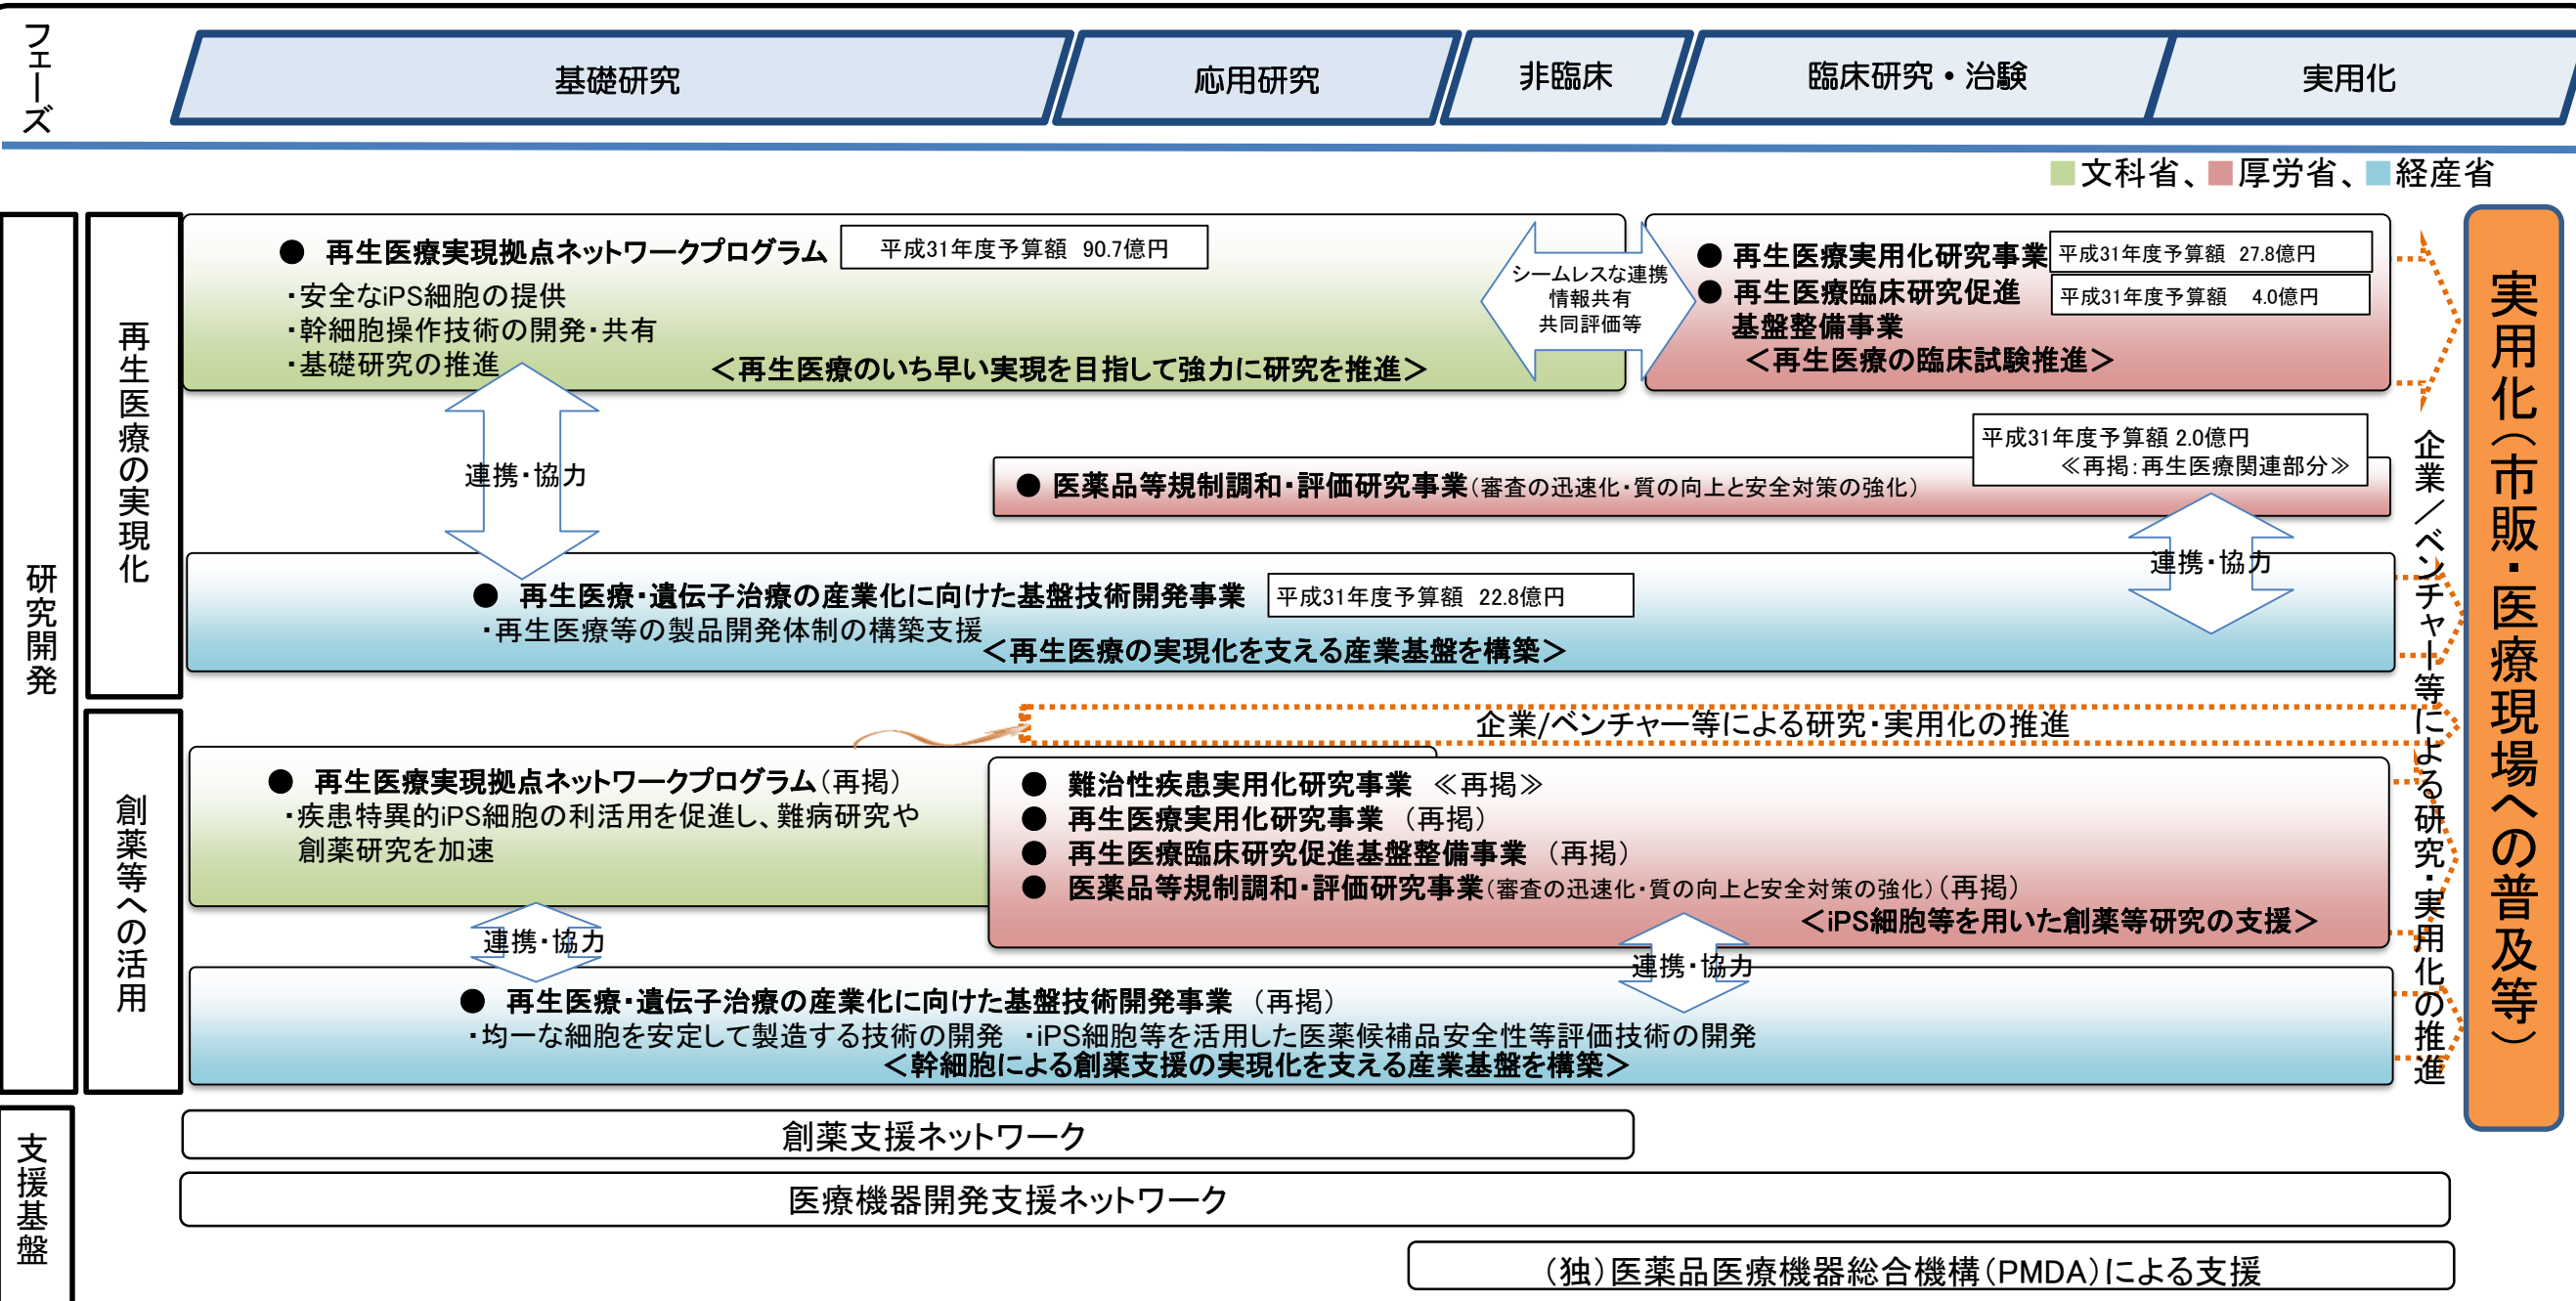 フェーズ
基礎研究
応用研究
非臨床
臨床研究・治験
実用化
文科省、厚労省、経産省
研究開発
再生医療の実現化
● 再生医療実現拠点ネットワークプログラム
平成31年度予算額 90.7億円
・安全なiPS細胞の提供
・幹細胞操作技術の開発・共有
・基礎研究の推進
＜再生医療のいち早い実現を目指して強力に研究を推進＞
シームレスな連携
情報共有
共同評価等
● 再生医療実用化研究事業
平成31年度予算額 27.8億円
● 再生医療臨床研究促進
基盤整備事業
平成31年度予算額 4.0億円
＜再生医療の臨床試験推進＞
連携・協力
● 医薬品等規制調和・評価研究事業（審査の迅速化・質の向上と安全対策の強化）
平成31年度予算額 2.0億円
≪再掲：再生医療関連部分≫
連携・協力
● 再生医療・遺伝子治療の産業化に向けた基盤技術開発事業
平成31年度予算額 22.8億円
・再生医療等の製品開発体制の構築支援
＜再生医療の実現化を支える産業基盤を構築＞
企業／ベンチャー等による研究・実用化の推進
実用化（市販・医療現場への普及等）
創薬等への活用
企業/ベンチャー等による研究・実用化の推進
● 再生医療実現拠点ネットワークプログラム（再掲）
・疾患特異的iPS細胞の利活用を促進し、難病研究や
創薬研究を加速
● 難治性疾患実用化研究事業 ≪再掲≫
● 再生医療実用化研究事業 （再掲）
● 再生医療臨床研究促進基盤整備事業 （再掲）
● 医薬品等規制調和・評価研究事業（審査の迅速化・質の向上と安全対策の強化）（再掲）
＜iPS細胞等を用いた創薬等研究の支援＞
連携・協力
連携・協力
● 再生医療・遺伝子治療の産業化に向けた基盤技術開発事業 （再掲）
・均一な細胞を安定して製造する技術の開発 ・iPS細胞等を活用した医薬候補品安全性等評価技術の開発
＜幹細胞による創薬支援の実現化を支える産業基盤を構築＞
支援基盤
創薬支援ネットワーク
医療機器開発支援ネットワーク
（独）医薬品医療機器総合機構（PMDA）による支援